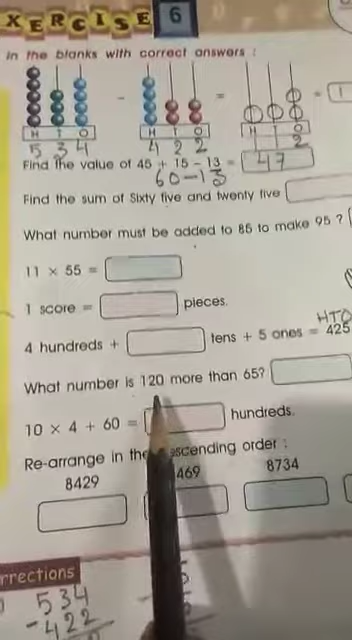 XERCISE 6
in the blanks with correct answers :
H T O - H T O = H T O = 1
5 3 4 4 2 2 1 1 2
Find the value of 45 + 15 - 13 = 47
60-13
Find the sum of Sixty five and twenty five
What number must be added to 85 to make 95 ?
11 × 55 =
1 score = pieces.
HTO
4 hundreds + tens + 5 ones = 425
What number is 120 more than 65?
10 × 4 + 60 = hundreds.
Re-arrange in the scending order :
8429 469 8734
rrections
534
-422